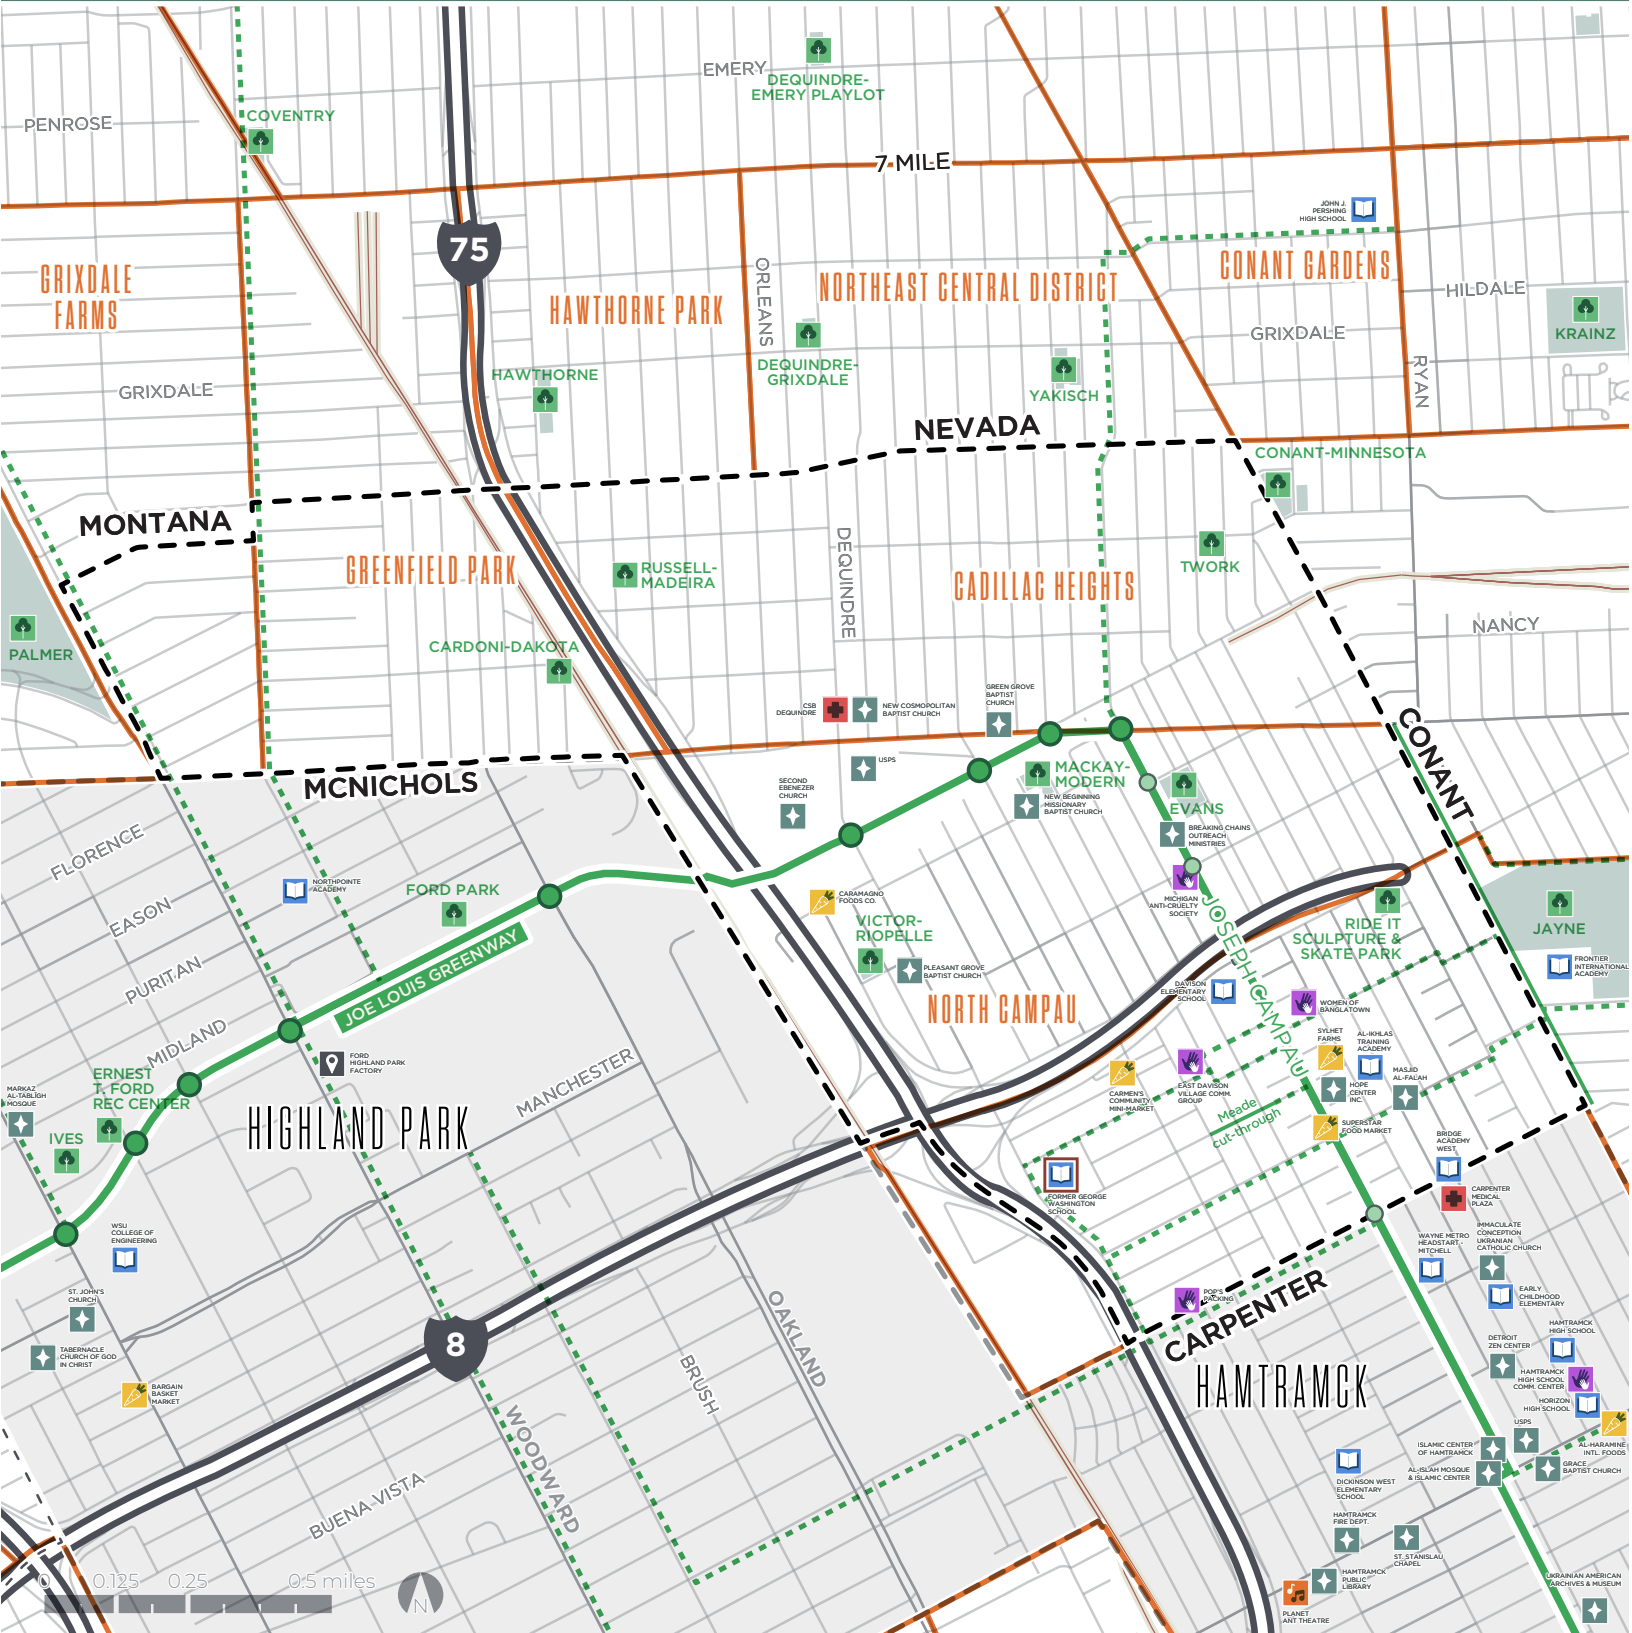 EMERY
DEQUINDRE-
EMERY PLAYLOT
PENROSE
COVENTRY
7 MILE
75
JOHN J.
PERSHING
HIGH SCHOOL
GRIXDALE
FARMS
HAWTHORNE PARK
ORLEANS
NORTHEAST CENTRAL DISTRICT
CONANT GARDENS
HILDALE
GRIXDALE
KRAINZ
DEQUINDRE-
GRIXDALE
HAWTHORNE
YAKISCH
RYAN
GRIXDALE
NEVADA
CONANT-MINNESOTA
MONTANA
GREENFIELD PARK
RUSSELL-
MADEIRA
DEQUINDRE
CADILLAC HEIGHTS
TWORK
NANCY
PALMER
CARDONI-DAKOTA
CSB
DEQUINDRE
NEW COSMOPOLITAN
BAPTIST CHURCH
GREEN GROVE
BAPTIST
CHURCH
CONANT
USPS
SECOND
EBENEZER
CHURCH
MACKAY-
MODERN
NEW BEGINNING
MISSIONARY
BAPTIST CHURCH
EVANS
BREAKING CHAINS
OUTREACH
MINISTRIES
MCNICHOLS
FLORENCE
NORTHPOINTE
ACADEMY
FORD PARK
CARAMAGNO
FOODS CO.
VICTOR-
RIOPELLE
PLEASANT GROVE
BAPTIST CHURCH
MICHIGAN
ANTI-CRUELTY
SOCIETY
JOSEPH CAMPAU
RIDE IT
SCULPTURE &
SKATE PARK
JAYNE
FRONTIER
INTERNATIONAL
ACADEMY
EASON
PURITAN
JOE LOUIS GREENWAY
NORTH CAMPAU
DAVISON
ELEMENTARY
SCHOOL
WOMEN OF
BANGLATOWN
MIDLAND
FORD
HIGHLAND PARK
FACTORY
MANCHESTER
SYLHET
FARMS
AL-IKHLAS
TRAINING
ACADEMY
MASJID
AL-FALAH
HOPE
CENTER
INC.
MARKAZ
AL-TABLIGH
MOSQUE
ERNEST
T. FORD
REC CENTER
IVES
HIGHLAND PARK
CARMEN'S
COMMUNITY
MINI-MARKET
EAST DAVISON
VILLAGE COMM.
GROUP
Meade
cut-through
SUPERSTAR
FOOD MARKET
BRIDGE
ACADEMY
WEST
FORMER GEORGE
WASHINGTON
SCHOOL
CARPENTER
MEDICAL
PLAZA
WSU
COLLEGE OF
ENGINEERING
WAYNE METRO
HEADSTART -
MITCHELL
IMMACULATE
CONCEPTION
UKRAINIAN
CATHOLIC CHURCH
EARLY
CHILDHOOD
ELEMENTARY
POP'S
PACKING
CARPENTER
ST. JOHN'S
CHURCH
TABERNACLE
CHURCH OF GOD
IN CHRIST
8
OAKLAND
BRUSH
HAMTRAMCK
DETROIT
ZEN CENTER
HAMTRAMCK
HIGH SCHOOL
HAMTRAMCK
HIGH SCHOOL
COMM. CENTER
HORIZON
HIGH SCHOOL
BARGAIN
BASKET
MARKET
WOODWARD
BUENA VISTA
USPS
ISLAMIC CENTER
OF HAMTRAMCK
AL-HARAMINE
INTL. FOODS
AL-ISLAH MOSQUE
& ISLAMIC CENTER
GRACE
BAPTIST CHURCH
DICKINSON WEST
ELEMENTARY
SCHOOL
HAMTRAMCK
FIRE DEPT.
ST. STANISLAU
CHAPEL
HAMTRAMCK
PUBLIC
LIBRARY
UKRAINIAN AMERICAN
ARCHIVES & MUSEUM
PLANET
ANT THEATRE
0 0.125 0.25 0.5 miles
N